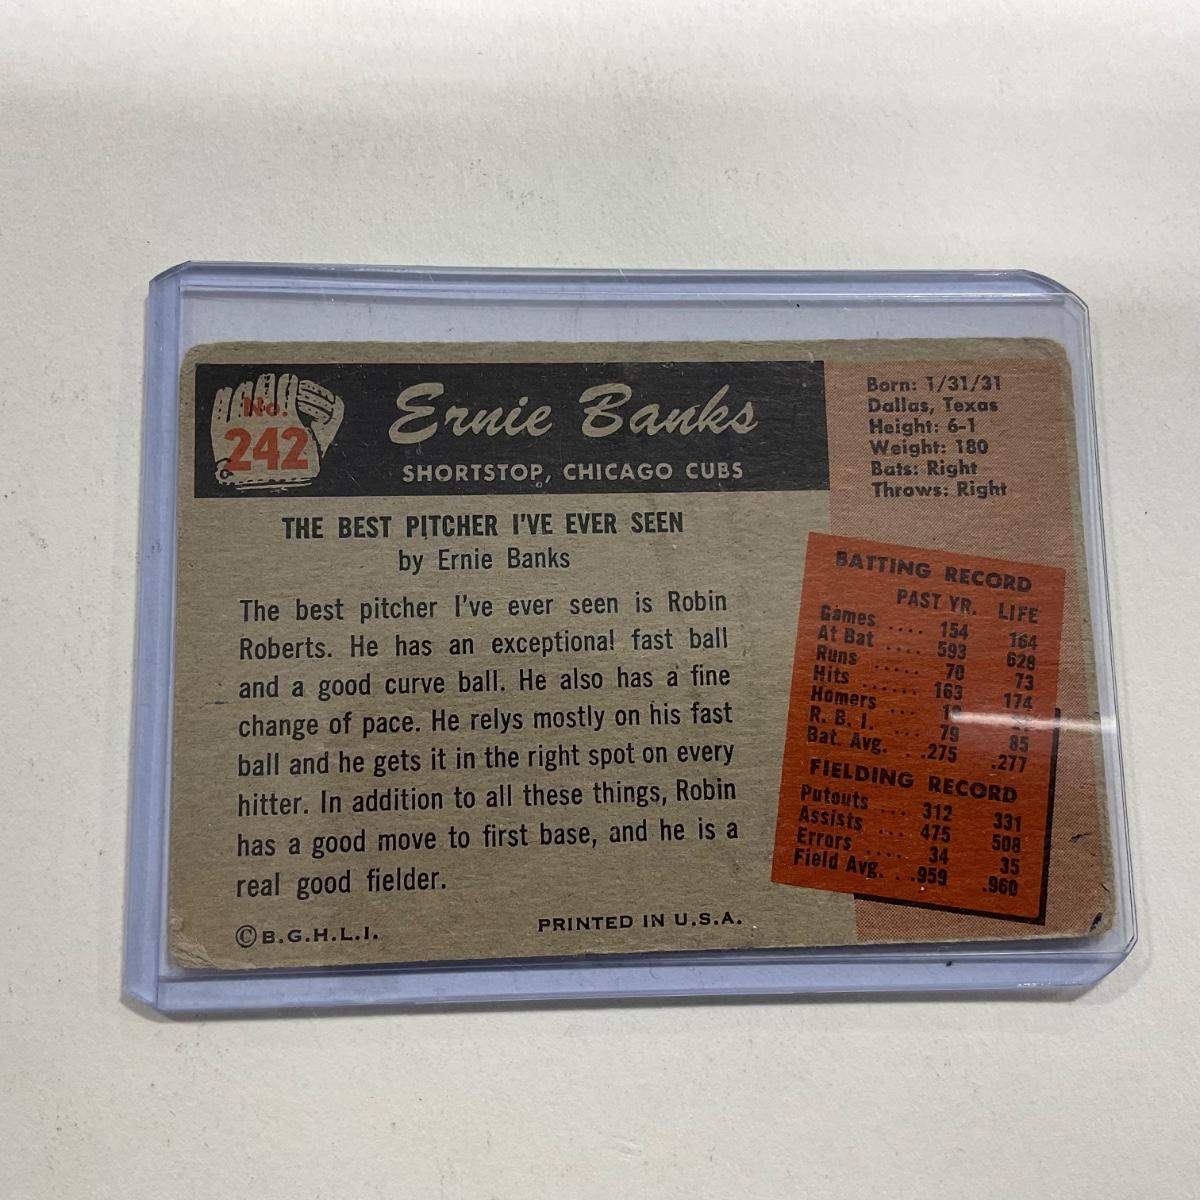 No.
242
Ernie Banks
SHORTSTOP, CHICAGO CUBS
Born: 1/31/31
Dallas, Texas
Height: 6-1
Weight: 180
Bats: Right
Throws: Right
THE BEST PITCHER I'VE EVER SEEN
by Ernie Banks
The best pitcher I've ever seen is Robin
Roberts. He has an exceptional fast ball
and a good curve ball. He also has a fine
change of pace. He relys mostly on his fast
ball and he gets it in the right spot on every
hitter. In addition to all these things, Robin
has a good move to first base, and he is a
real good fielder.
©B.G.H.L.I.
PRINTED IN U.S.A.
BATTING RECORD
PAST YR. LIFE
Games .... 154 164
At Bat .... 593 628
Runs ..... 70 73
Hits ...... 163 174
Homers ...
R. B. I. .. 79 85
Bat. Avg. . .275 .277
FIELDING RECORD
Putouts ... 312 331
Assists ... 475 508
Errors .... 34 35
Field Avg. . .959 .960